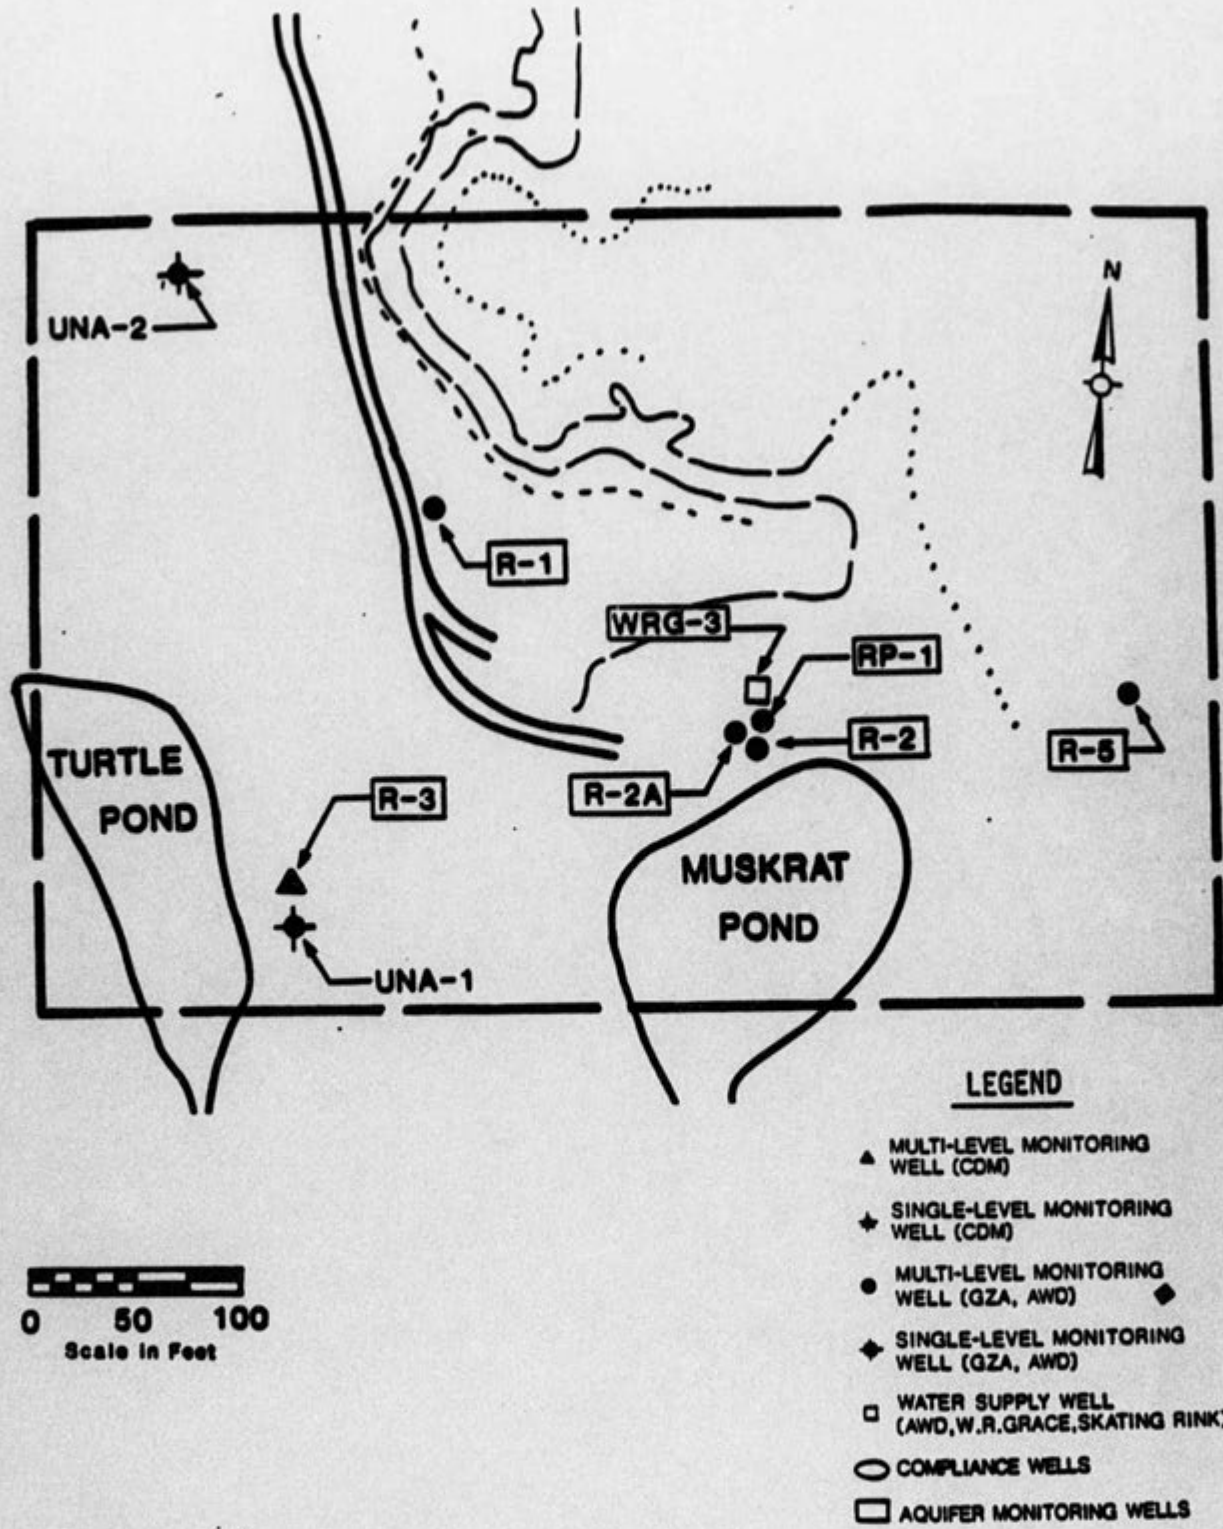 N
UNA-2
R-1
WRG-3
RP-1
R-2
R-5
R-2A
TURTLE
POND
R-3
MUSKRAT
POND
UNA-1
LEGEND
MULTI-LEVEL MONITORING
WELL (CDM)
SINGLE-LEVEL MONITORING
WELL (CDM)
MULTI-LEVEL MONITORING
WELL (GZA, AWD)
SINGLE-LEVEL MONITORING
WELL (GZA, AWD)
WATER SUPPLY WELL
(AWD,W.R.GRACE,SKATING RINK)
COMPLIANCE WELLS
AQUIFER MONITORING WELLS
0 50 100
Scale in Feet